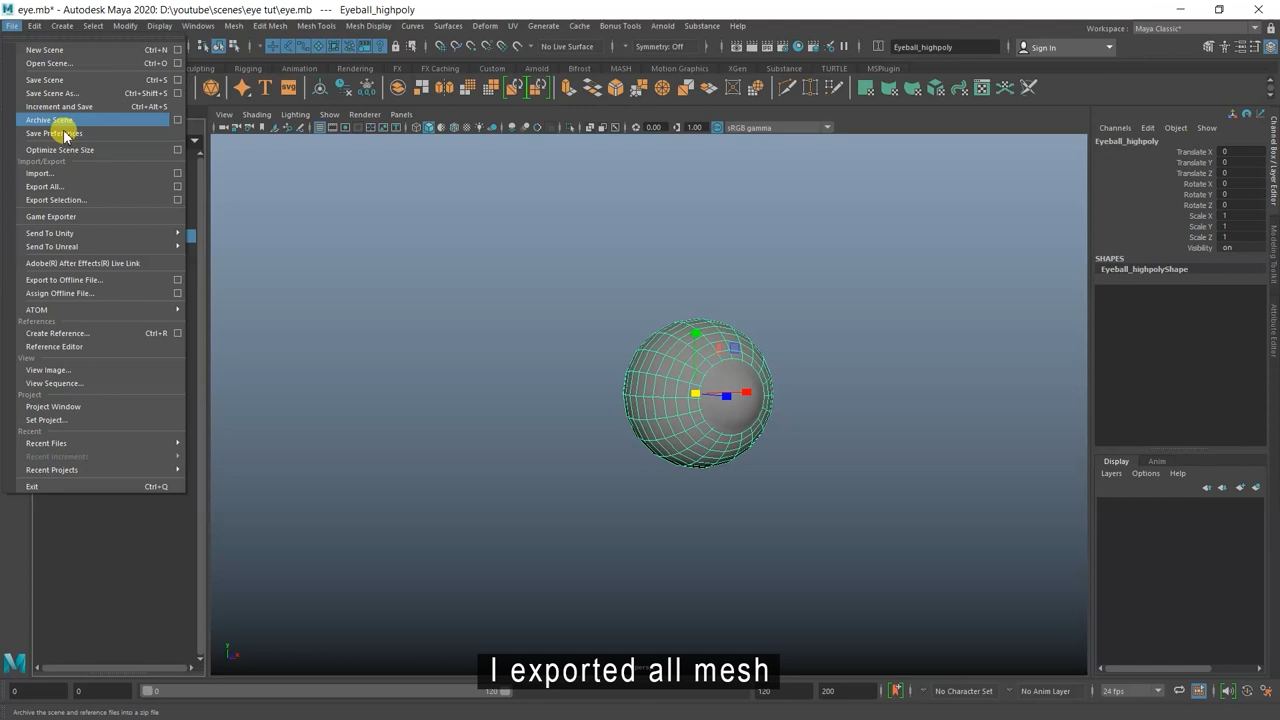 eye.mb* - Autodesk Maya 2020: D:\youtube\scenes\eye tut\eye.mb --- Eyeball_highpoly
File Edit Create Select Modify Display Windows Mesh Edit Mesh Mesh Tools Mesh Display Curves Surfaces Deform UV Generate Cache Bonus Tools Arnold Substance Help
Workspace: Maya Classic*
No Live Surface Symmetry: Off Eyeball_highpoly Sign In
Rigging Animation Rendering FX FX Caching Custom Arnold Bifrost MASH Motion Graphics XGen Substance TURTLE MSPlugin
New Scene Ctrl+N
Open Scene...
Save Scene Ctrl+S
Save Scene As... Ctrl+Shift+S
Increment and Save Ctrl+Alt+S
Archive Scene
Save Preferences
Optimize Scene Size
Import/Export
Import...
Export All...
Export Selection...
Game Exporter
Send To Unity
Send To Unreal
Adobe(R) After Effects(R) Live Link
Export to Offline File...
Assign Offline File...
ATOM
References
Create Reference... Ctrl+R
Reference Editor
View
View Image...
View Sequence...
Project
Project Window
Set Project...
Recent
Recent Files
Recent Increments
Recent Projects
Exit Ctrl+Q
View Shading Lighting Show Renderer Panels
0.00 1.00 sRGB gamma
Channels Edit Object Show
Eyeball_highpoly
Translate X 0
Translate Y 0
Translate Z 0
Rotate X 0
Rotate Y 0
Rotate Z 0
Scale X 1
Scale Y 1
Scale Z 1
Visibility on
SHAPES
Eyeball_highpolyShape
Display Anim
Layers Options Help
Channel Box / Layer Editor
Modeling Toolkit
Attribute Editor
I exported all mesh
0 0 0 120 120 200 No Character Set No Anim Layer 24 fps
Archive the scene and reference files into a zip file